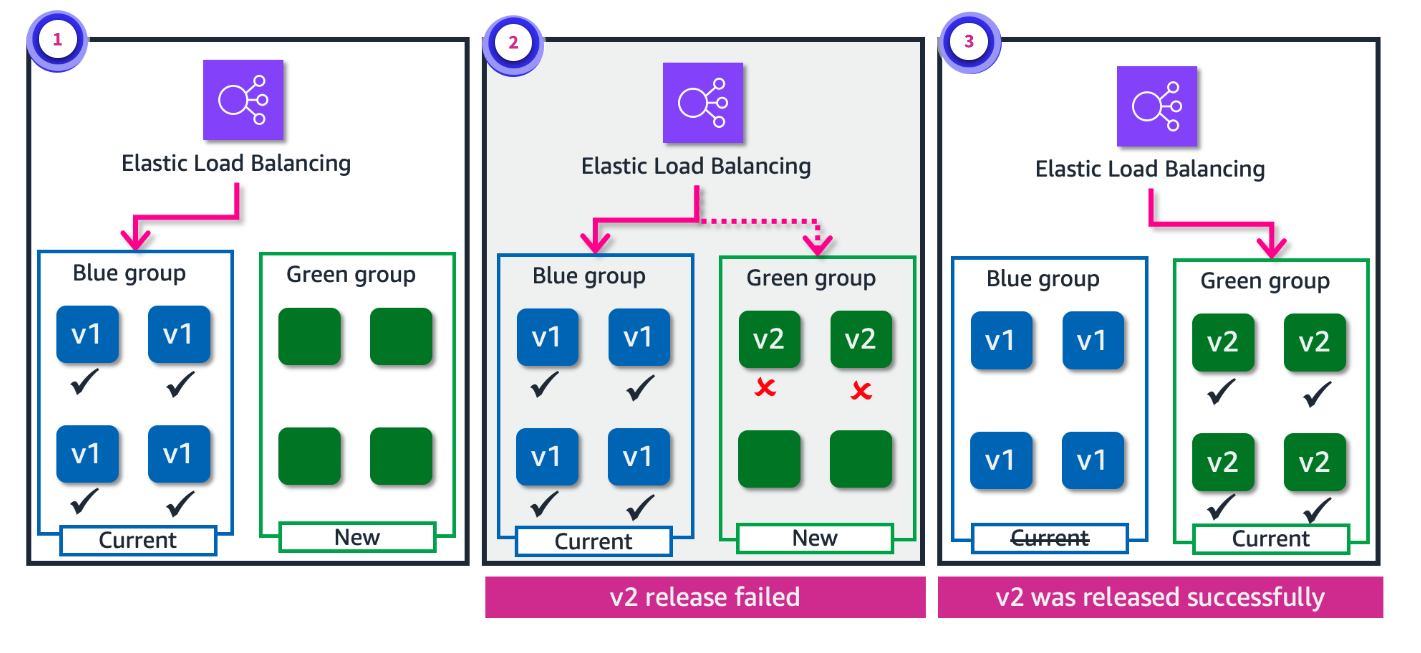 1
Elastic Load Balancing
Blue group
Green group
v1 v1
v1 v1
Current
New
2
Elastic Load Balancing
Blue group
Green group
v1 v1
v2 v2
v1 v1
Current
New
v2 release failed
3
Elastic Load Balancing
Blue group
Green group
v1 v1
v2 v2
v1 v1
v2 v2
Current
Current
v2 was released successfully